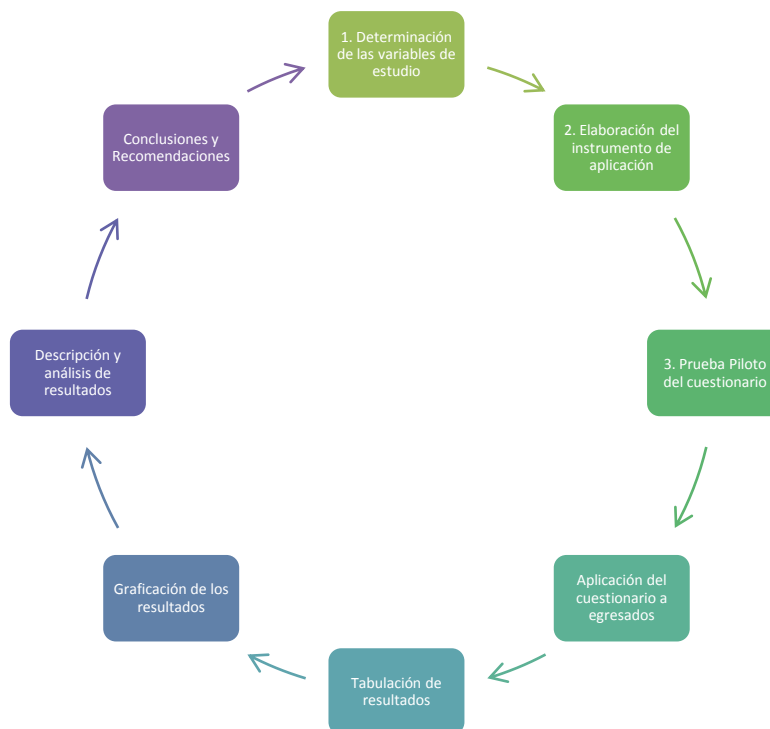 1. Determinación
de las variables de
estudio
2. Elaboración del
instrumento de
aplicación
3. Prueba Piloto
del cuestionario
Aplicación del
cuestionario a
egresados
Tabulación de
resultados
Graficación de los
resultados
Descripción y
análisis de
resultados
Conclusiones y
Recomendaciones